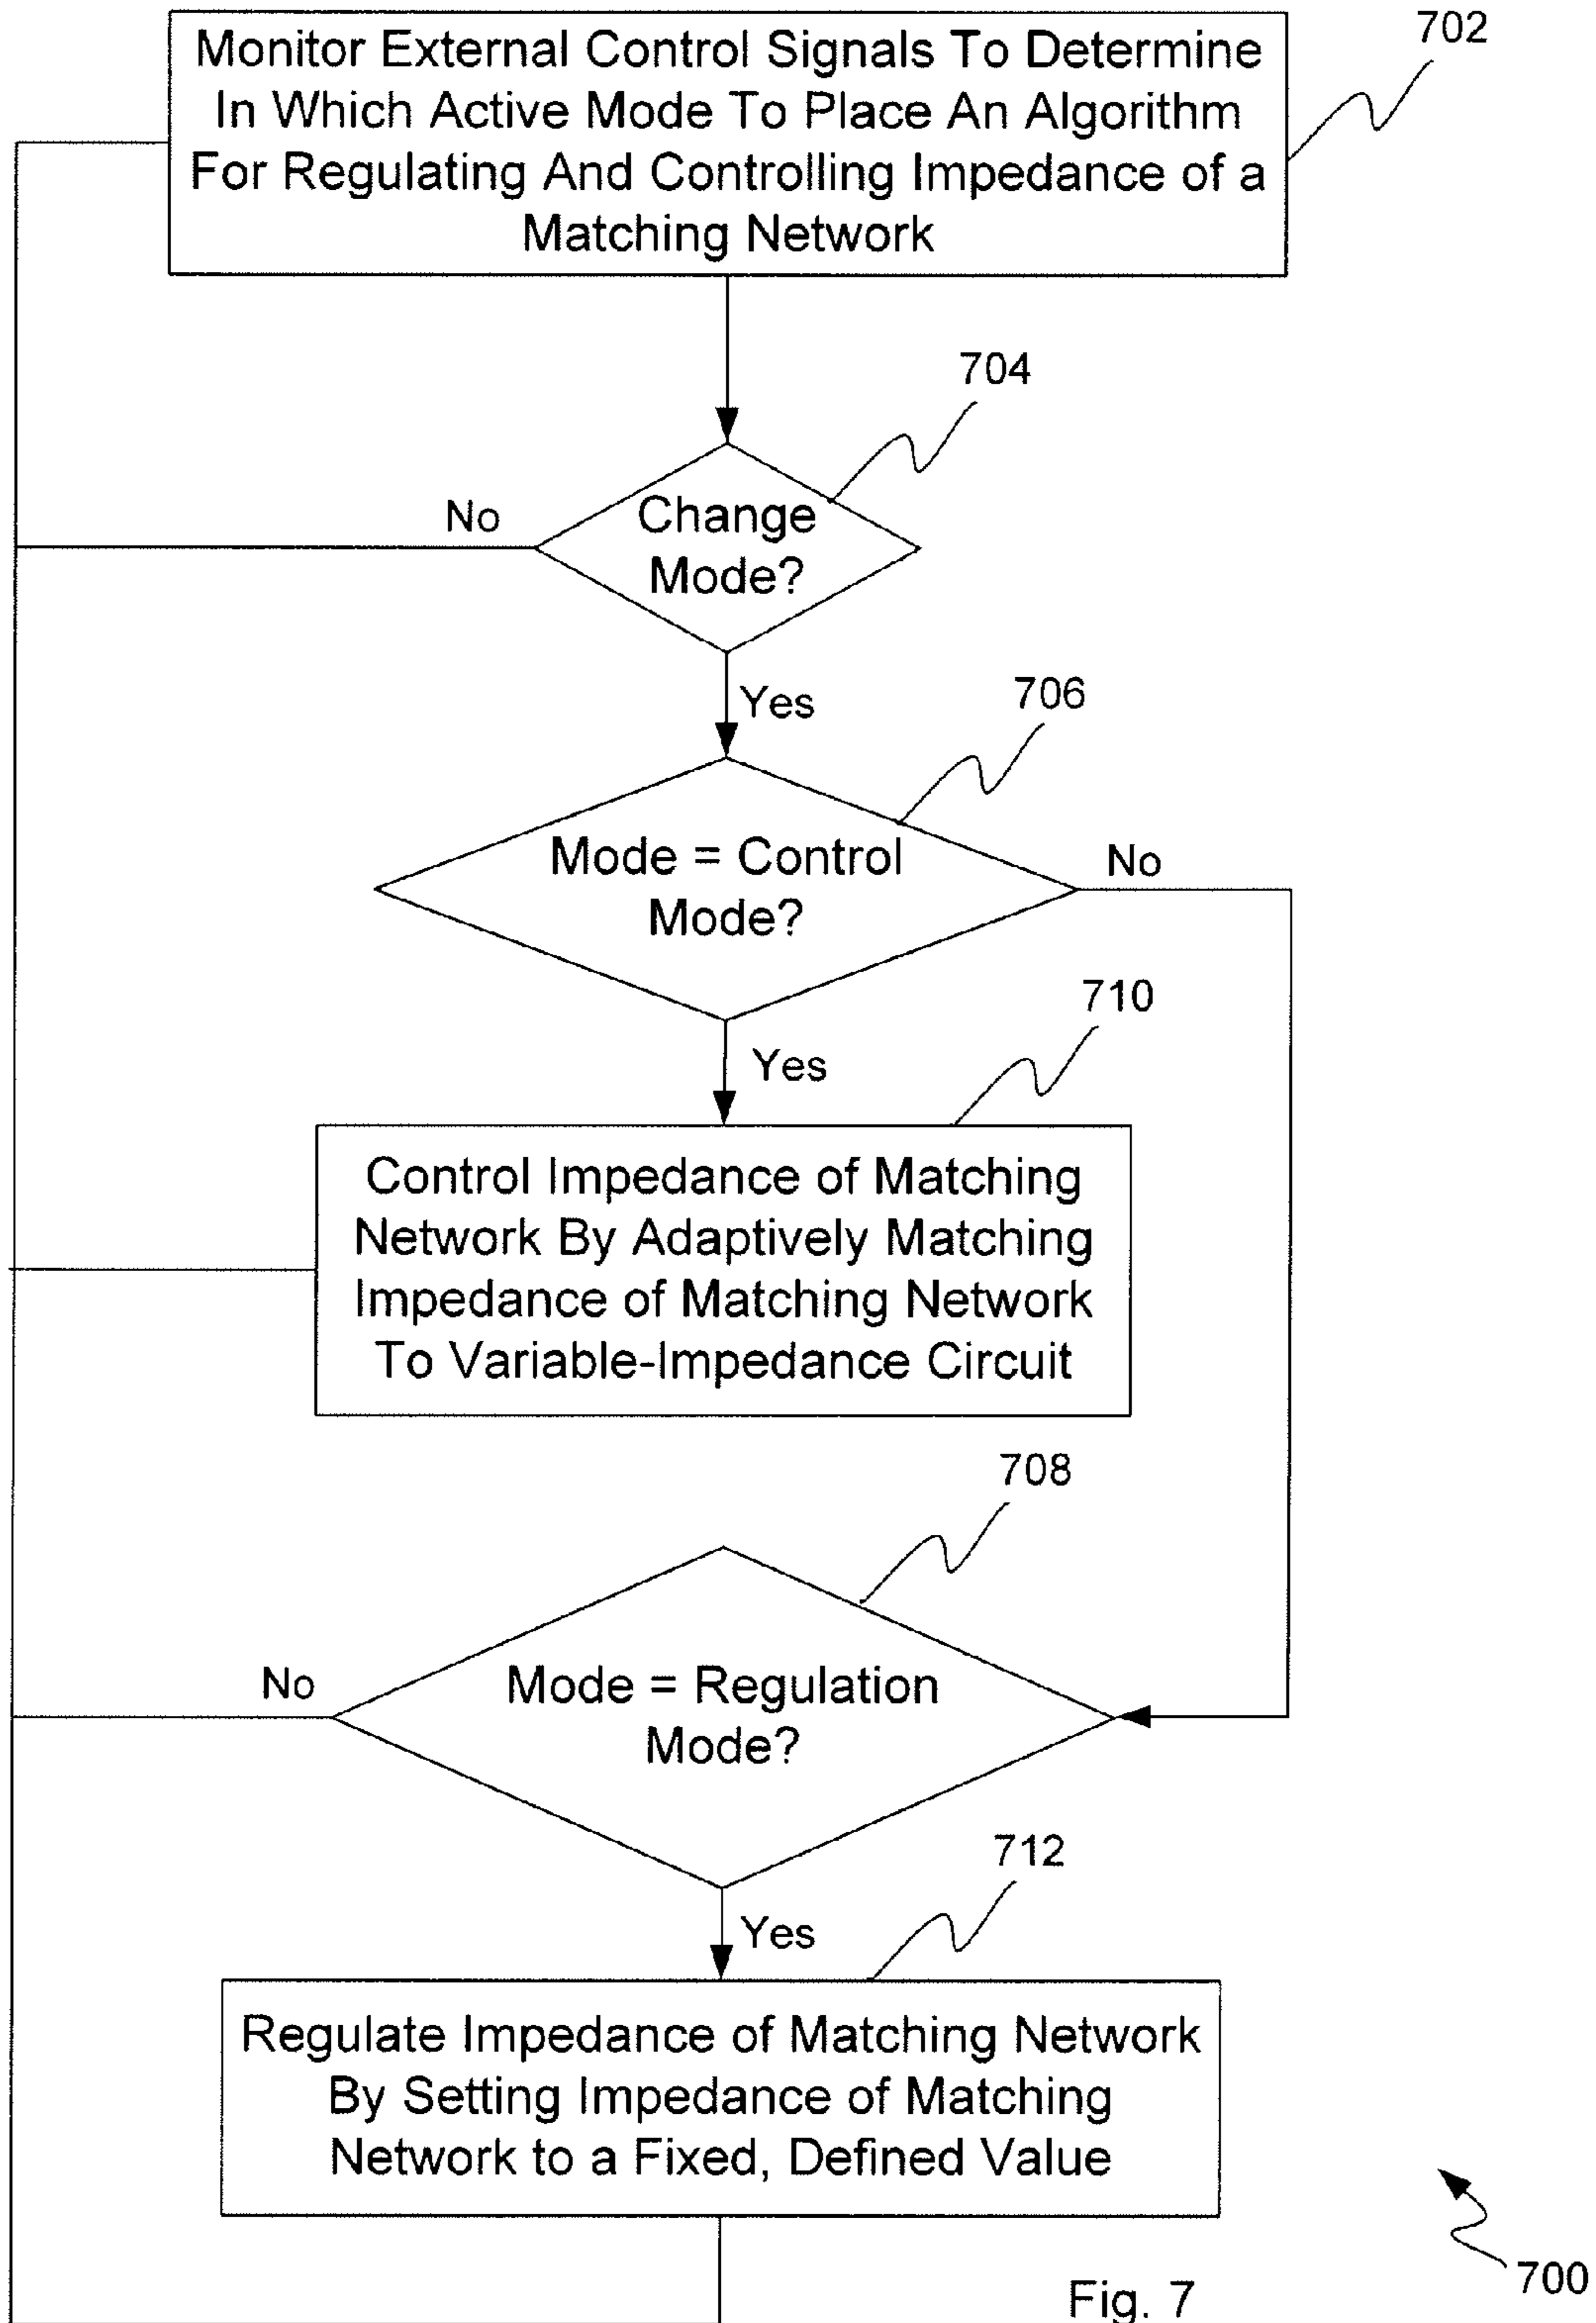 Monitor External Control Signals To Determine
In Which Active Mode To Place An Algorithm
For Regulating And Controlling Impedance of a
Matching Network
702
704
Change
Mode?
No
Yes
706
Mode = Control
Mode?
No
Yes
710
Control Impedance of Matching
Network By Adaptively Matching
Impedance of Matching Network
To Variable-Impedance Circuit
708
Mode = Regulation
Mode?
No
Yes
712
Regulate Impedance of Matching Network
By Setting Impedance of Matching
Network to a Fixed, Defined Value
700
Fig. 7